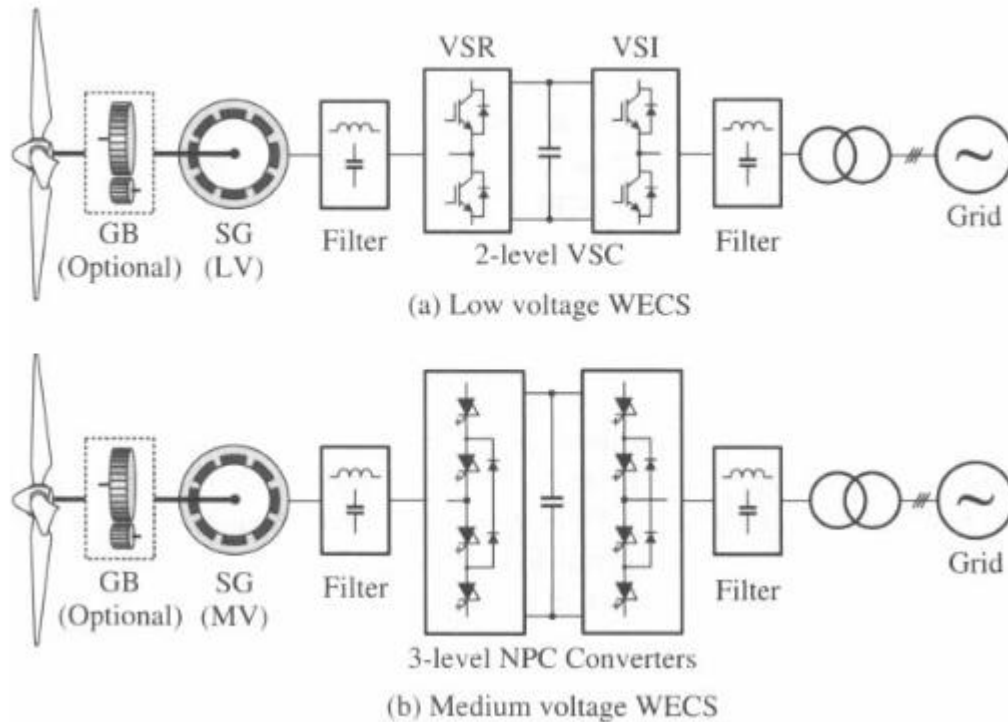 VSR VSI
GB
(Optional)
SG
(LV)
Filter
2-level VSC
Filter
~
Grid
(a) Low voltage WECS
GB
(Optional)
SG
(MV)
Filter
3-level NPC Converters
Filter
~
Grid
(b) Medium voltage WECS